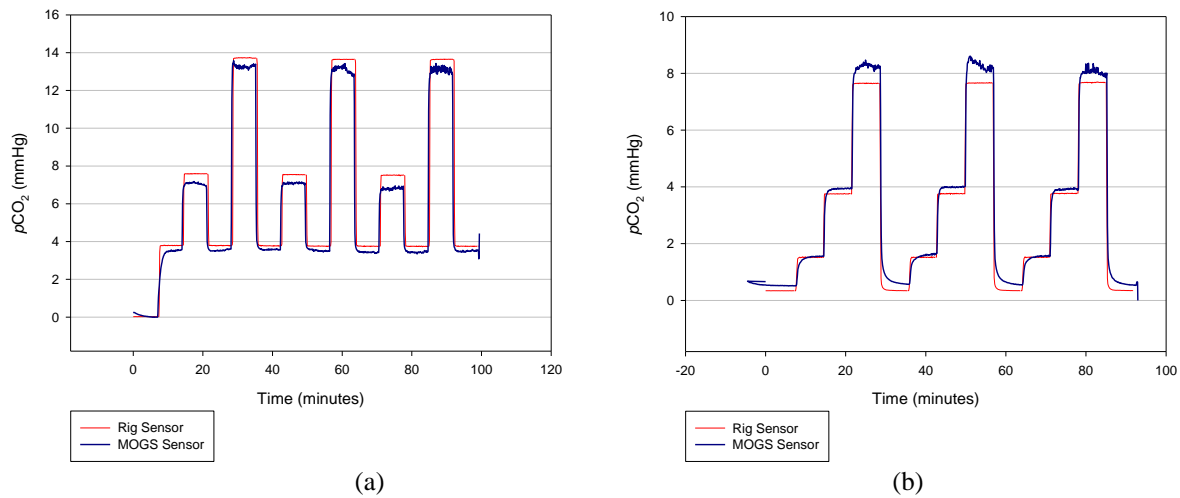 16
14
12
10
8
6
4
2
0
pCO2 (mmHg)
0 20 40 60 80 100 120
Time (minutes)
Rig Sensor
MOGS Sensor
(a)
10
8
6
4
2
0
pCO2 (mmHg)
-20 0 20 40 60 80 100
Time (minutes)
Rig Sensor
MOGS Sensor
(b)